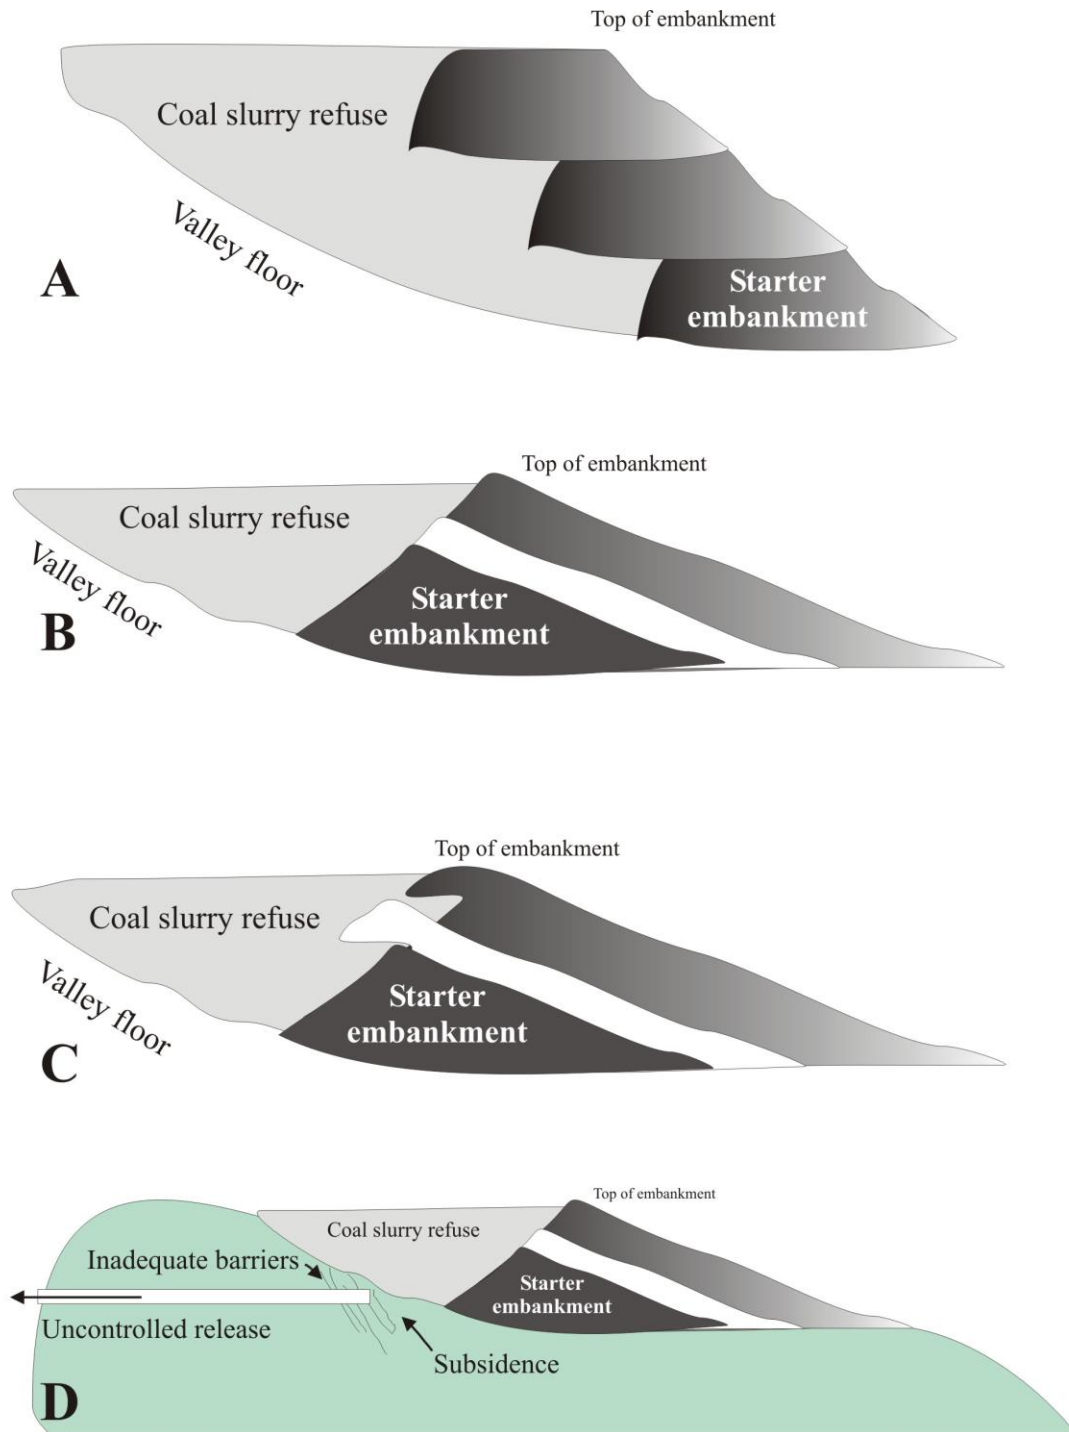 Top of embankment
Coal slurry refuse
Valley floor
Starter
embankment
A
Top of embankment
Coal slurry refuse
Valley floor
Starter
embankment
B
Top of embankment
Coal slurry refuse
Valley floor
Starter
embankment
C
Top of embankment
Coal slurry refuse
Inadequate barriers
Starter
embankment
Uncontrolled release
Subsidence
D